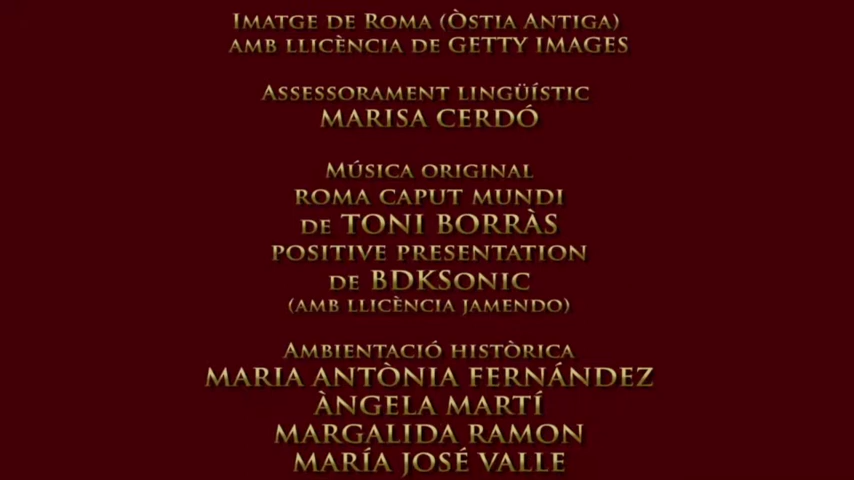 Imatge de Roma (Òstia Antiga)
amb llicència de GETTY IMAGES
Assessorament lingüístic
MARISA CERDÓ
Música original
ROMA CAPUT MUNDI
de TONI BORRÀS
POSITIVE PRESENTATION
de BDKSonic
(amb llicència jamendo)
Ambientació històrica
MARIA ANTÒNIA FERNÁNDEZ
ÀNGELA MARTÍ
MARGALIDA RAMON
MARÍA JOSÉ VALLE